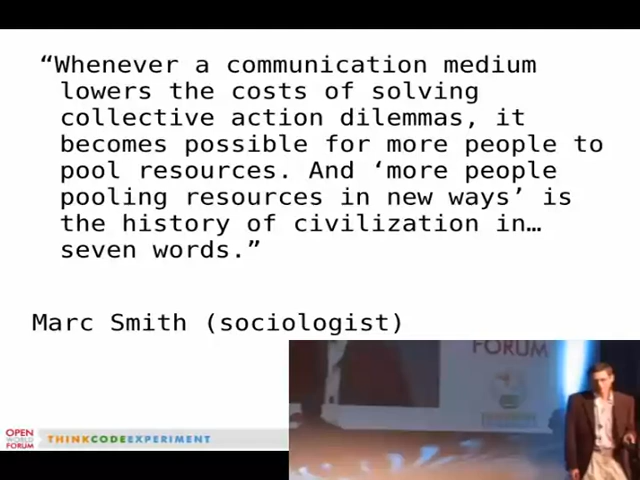 “Whenever a communication medium
lowers the costs of solving
collective action dilemmas, it
becomes possible for more people to
pool resources. And ‘more people
pooling resources in new ways’ is
the history of civilization in…
seven words.”
Marc Smith (sociologist)
FORUM
OPEN
WORLD
FORUM
THINKCODEEXPERIMENT